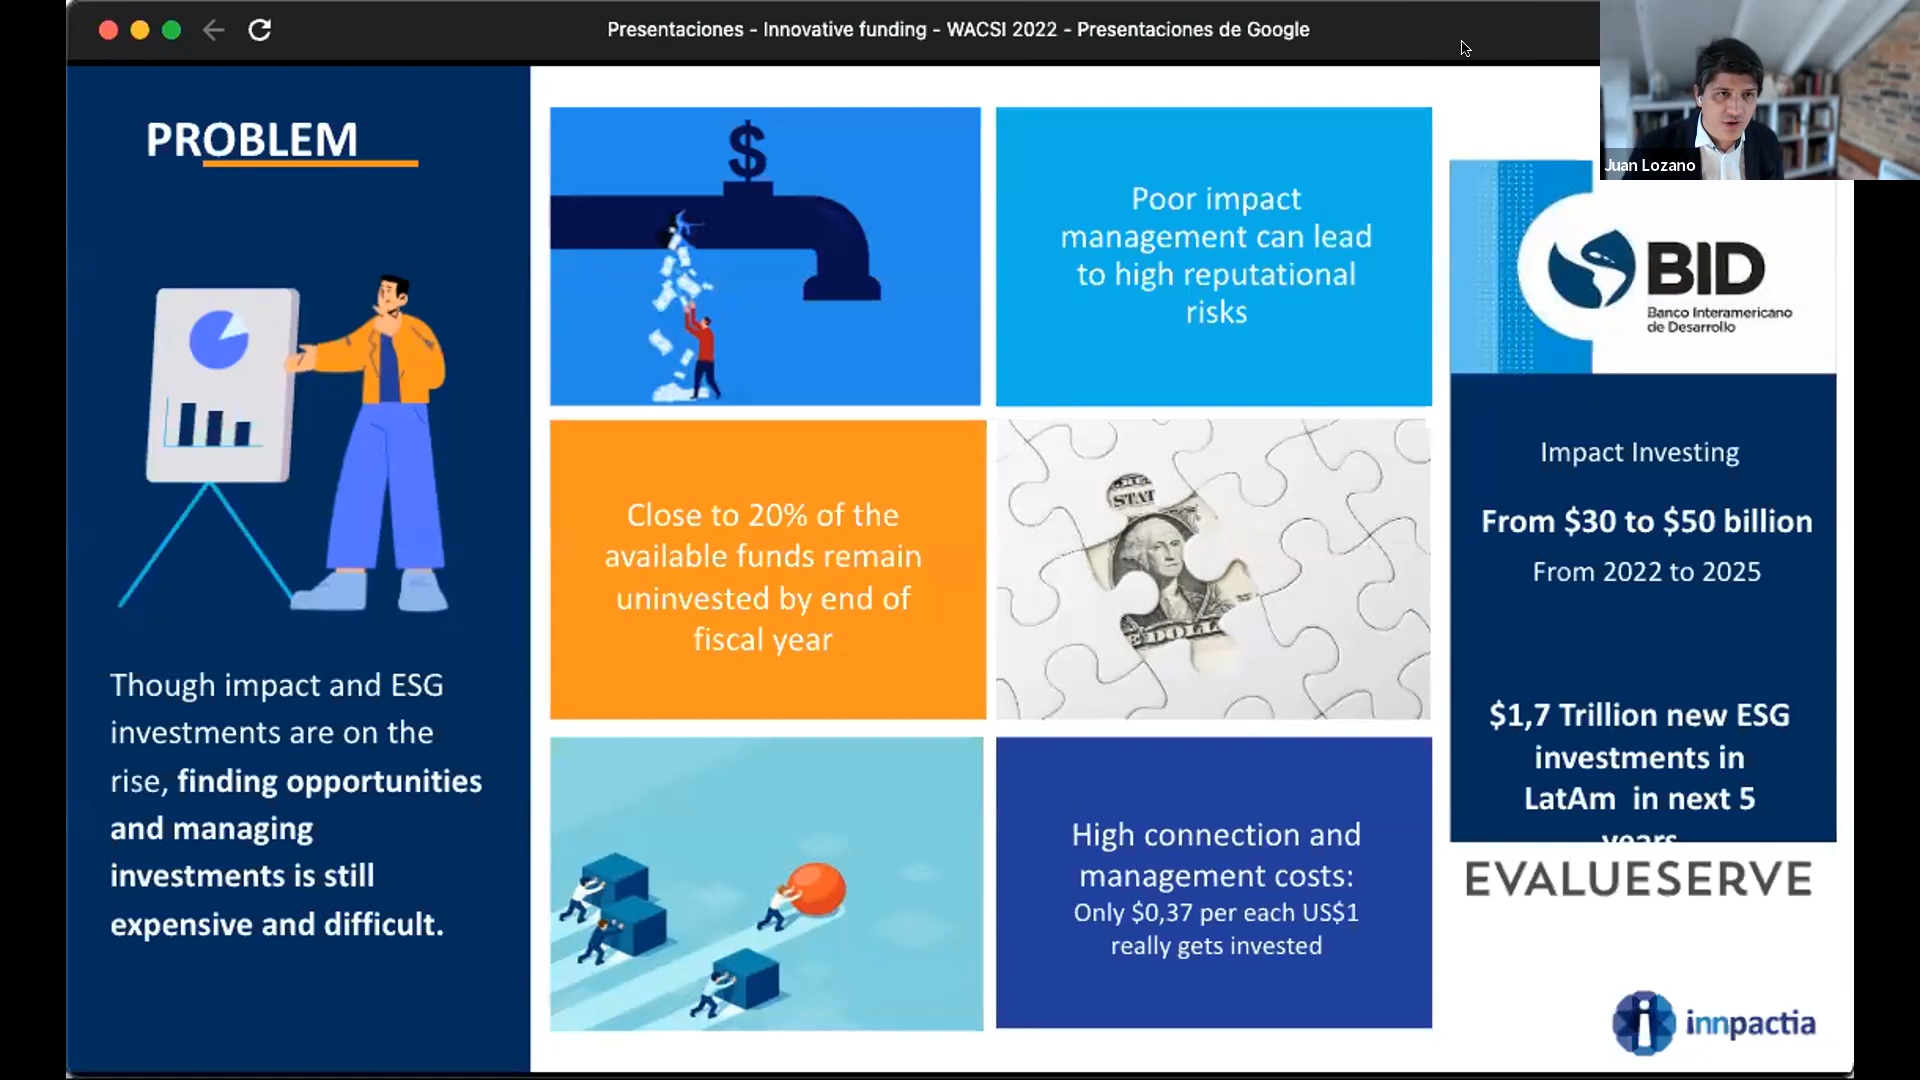 Presentaciones - Innovative funding - WACSI 2022 - Presentaciones de Google
Juan Lozano
PROBLEM
Though impact and ESG
investments are on the
rise, finding opportunities
and managing
investments is still
expensive and difficult.
$
Poor impact
management can lead
to high reputational
risks
Close to 20% of the
available funds remain
uninvested by end of
fiscal year
STAT
E DOLL
High connection and
management costs:
Only $0,37 per each US$1
really gets invested
BID
Banco Interamericano
de Desarrollo
Impact Investing
From $30 to $50 billion
From 2022 to 2025
$1,7 Trillion new ESG
investments in
LatAm in next 5
years
EVALUESERVE
innpactia